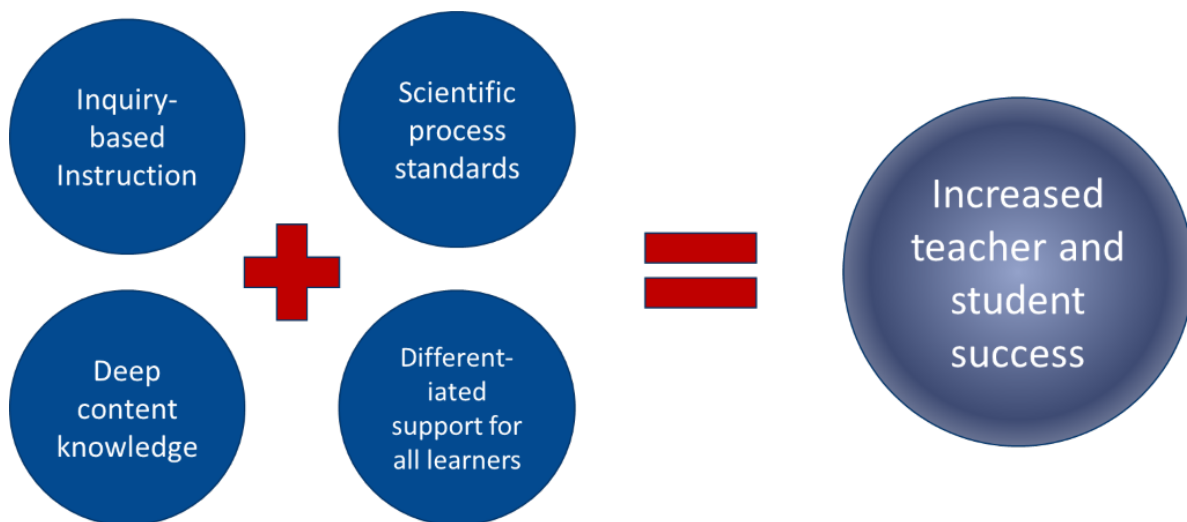 Inquiry-
based
Instruction
Scientific
process
standards
Deep
content
knowledge
Different-
iated
support for
all learners
Increased
teacher and
student
success